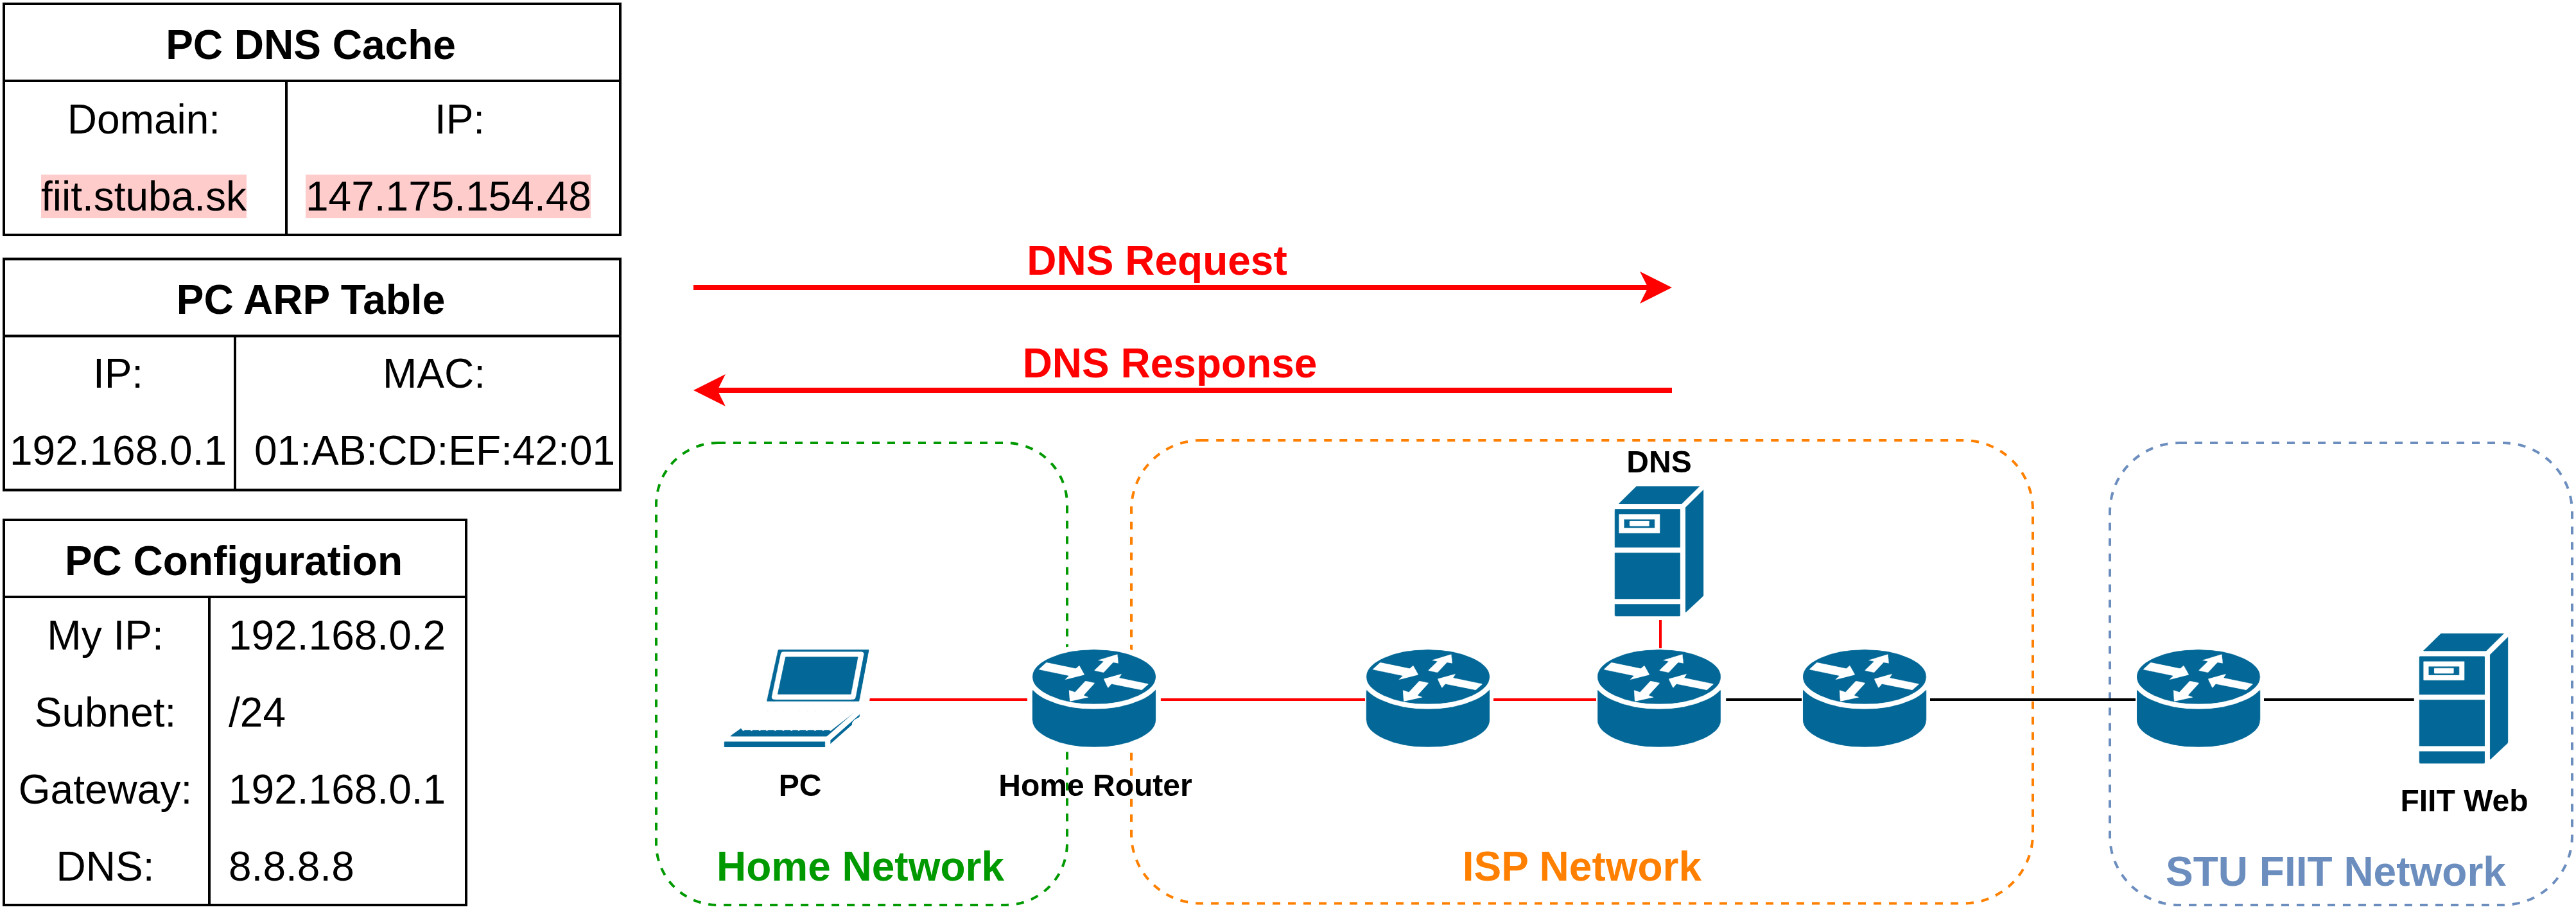 PC DNS Cache
Domain: IP:
fiit.stuba.sk 147.175.154.48
PC ARP Table
IP: MAC:
192.168.0.1 01:AB:CD:EF:42:01
PC Configuration
My IP: 192.168.0.2
Subnet: /24
Gateway: 192.168.0.1
DNS: 8.8.8.8
DNS Request
DNS Response
DNS
PC
Home Router
FIIT Web
Home Network
ISP Network
STU FIIT Network